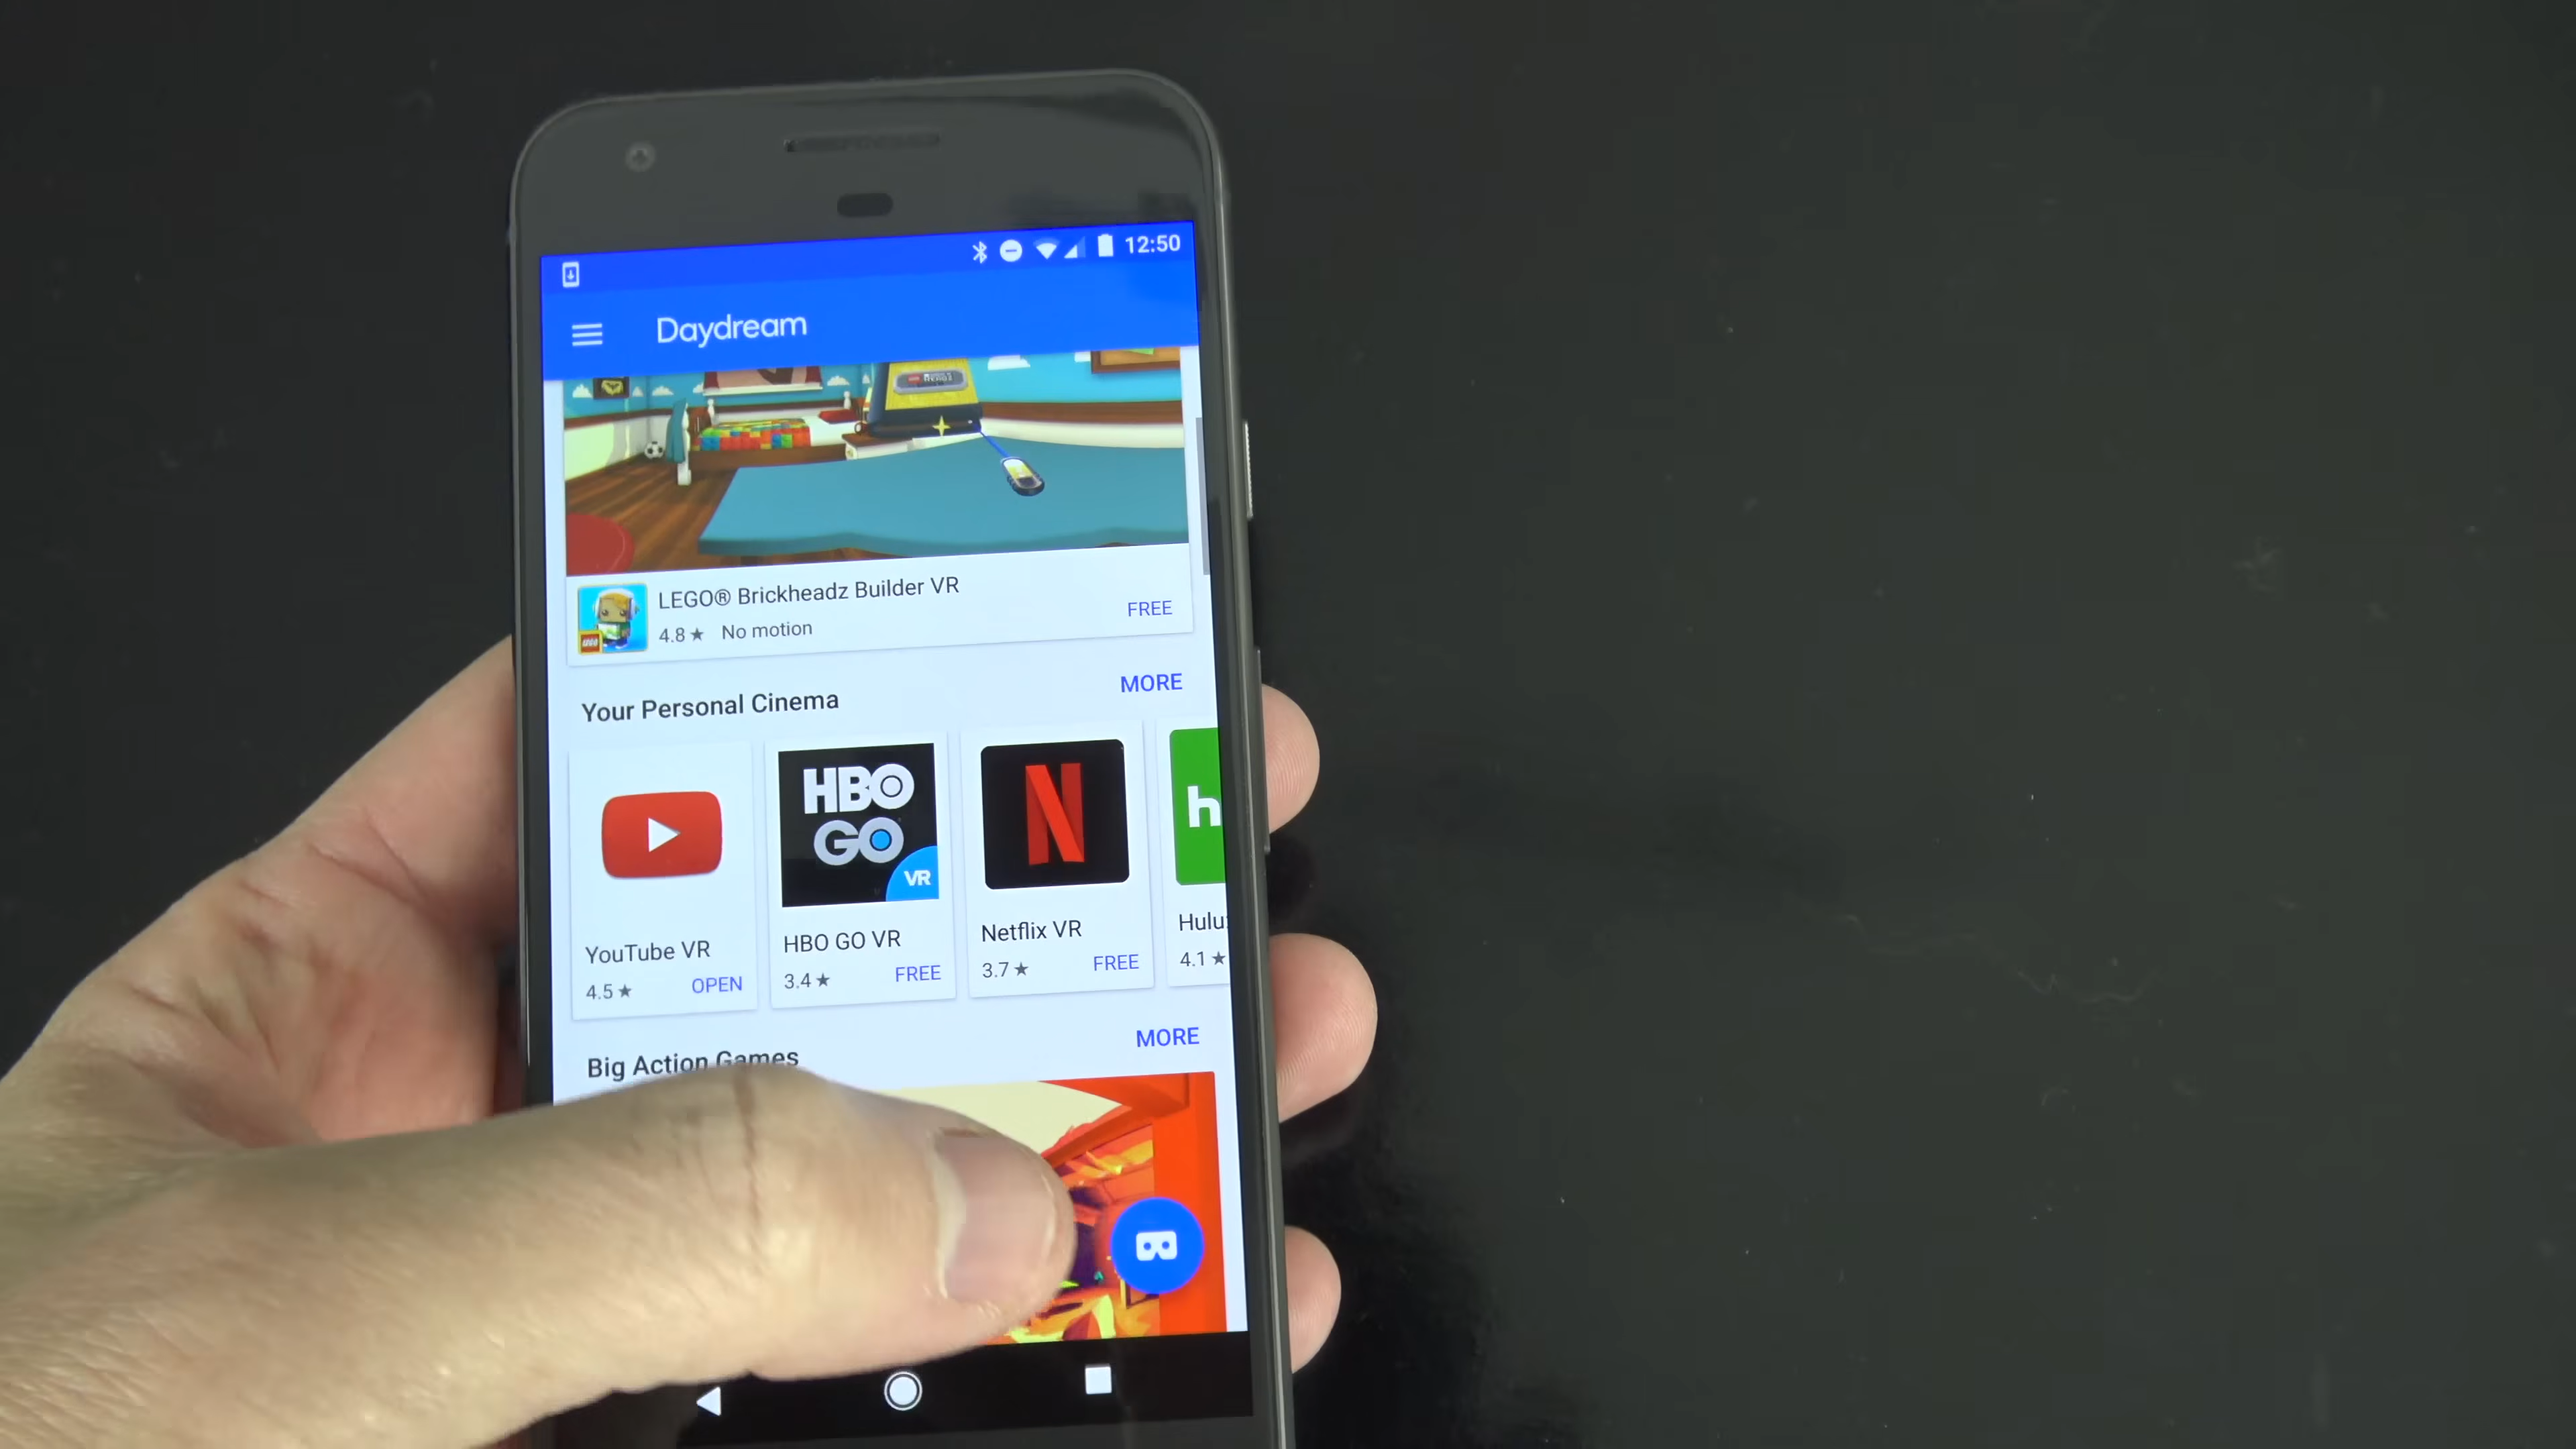 12:50
Daydream
LEGO® Brickheadz Builder VR
4.8 ★ No motion
FREE
Your Personal Cinema
MORE
HBO
GO
VR
N
h
YouTube VR
4.5 ★ OPEN
HBO GO VR
3.4 ★ FREE
Netflix VR
3.7 ★ FREE
Hulu
4.1 ★
Big Action Games
MORE